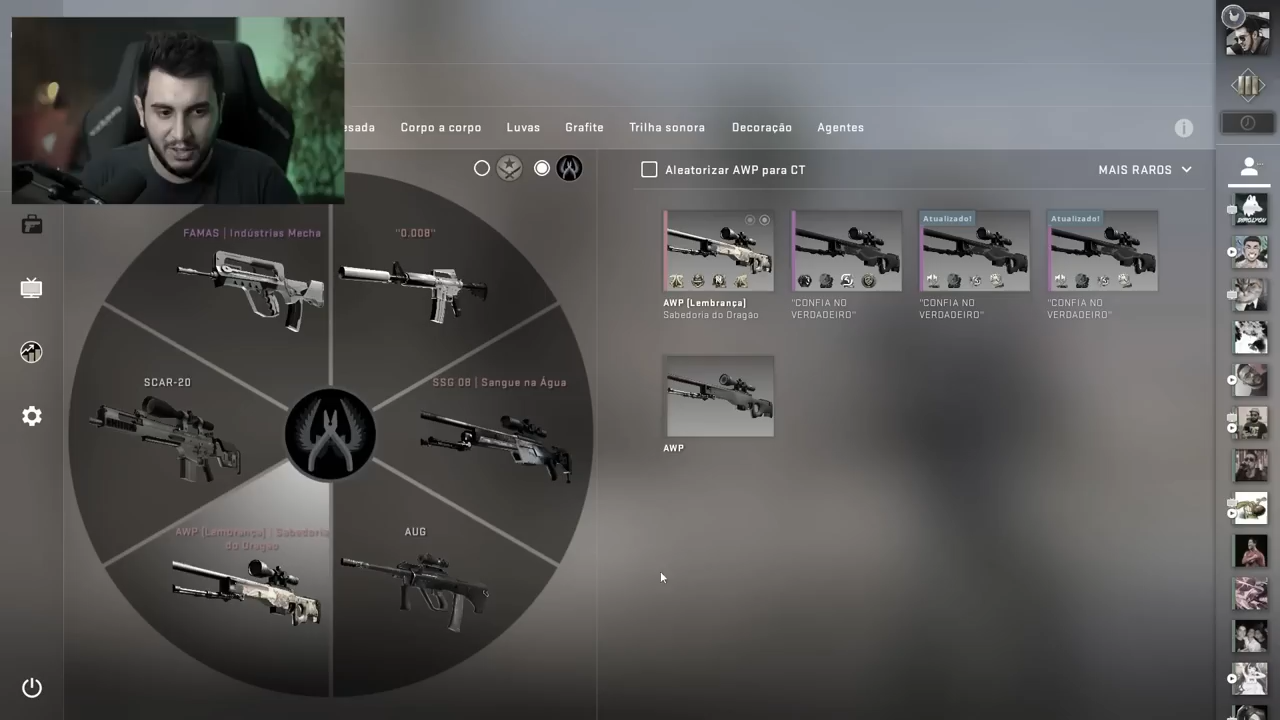 esada
Corpo a corpo
Luvas
Grafite
Trilha sonora
Decoração
Agentes
Aleatorizar AWP para CT
MAIS RAROS
FAMAS | Indústrias Mecha
"0.008"
SCAR-20
SSG 08 | Sangue na Água
AWP (Lembrança) | Sabedoria
do Dragão
AUG
Atualizado!
Atualizado!
AWP (Lembrança)
Sabedoria do Dragão
"CONFIA NO
VERDADEIRO"
"CONFIA NO
VERDADEIRO"
"CONFIA NO
VERDADEIRO"
AWP